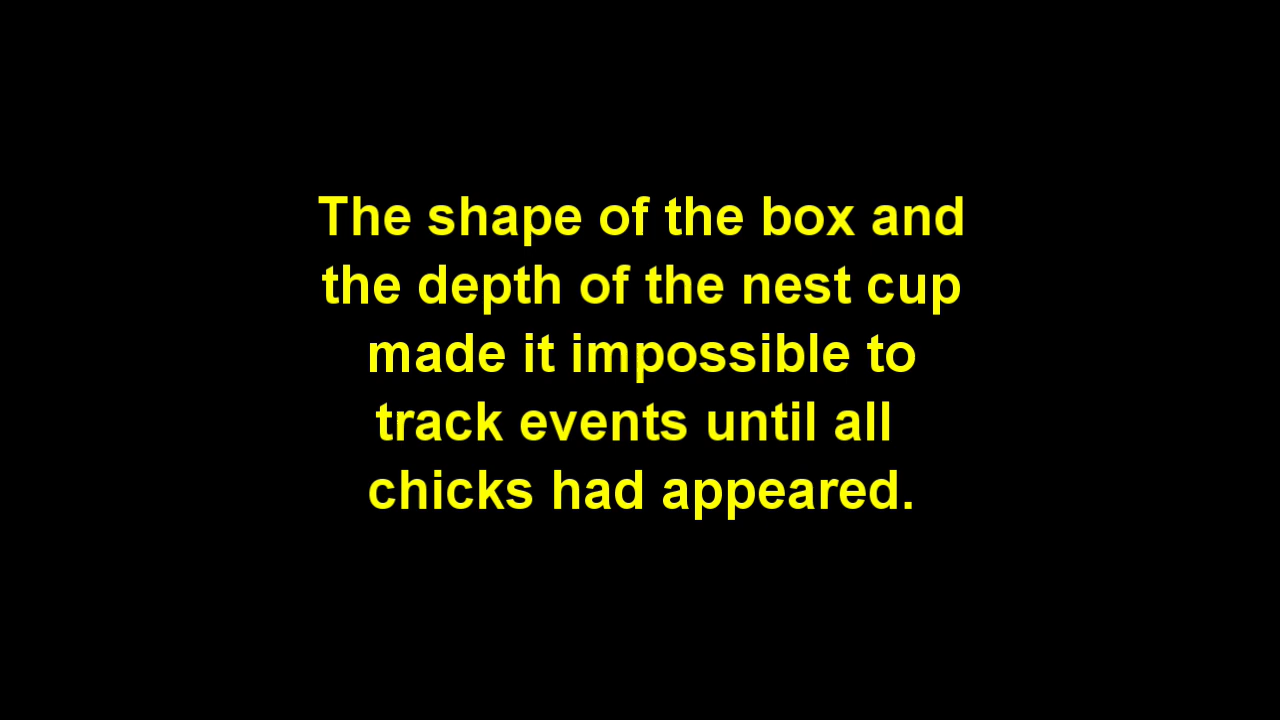 The shape of the box and
the depth of the nest cup
made it impossible to
track events until all
chicks had appeared.